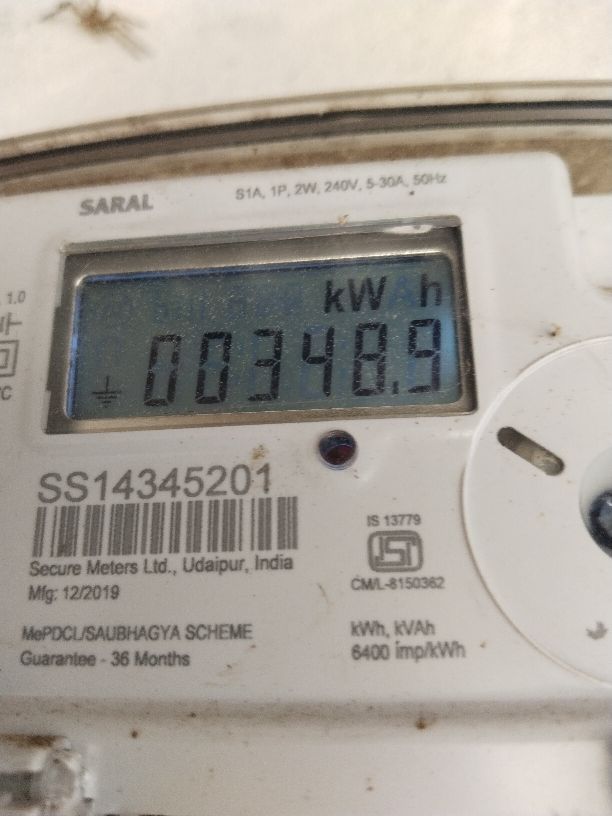 SARAL
S1A, 1P, 2W, 240V, 5-30A, 50Hz
1.0
kWh
00348.9
SS14345201
Secure Meters Ltd., Udaipur, India
Mfg: 12/2019
IS 13779
ISI
CM/L-8150362
MePDCL/SAUBHAGYA SCHEME
Guarantee - 36 Months
kWh, kVAh
6400 imp/kWh